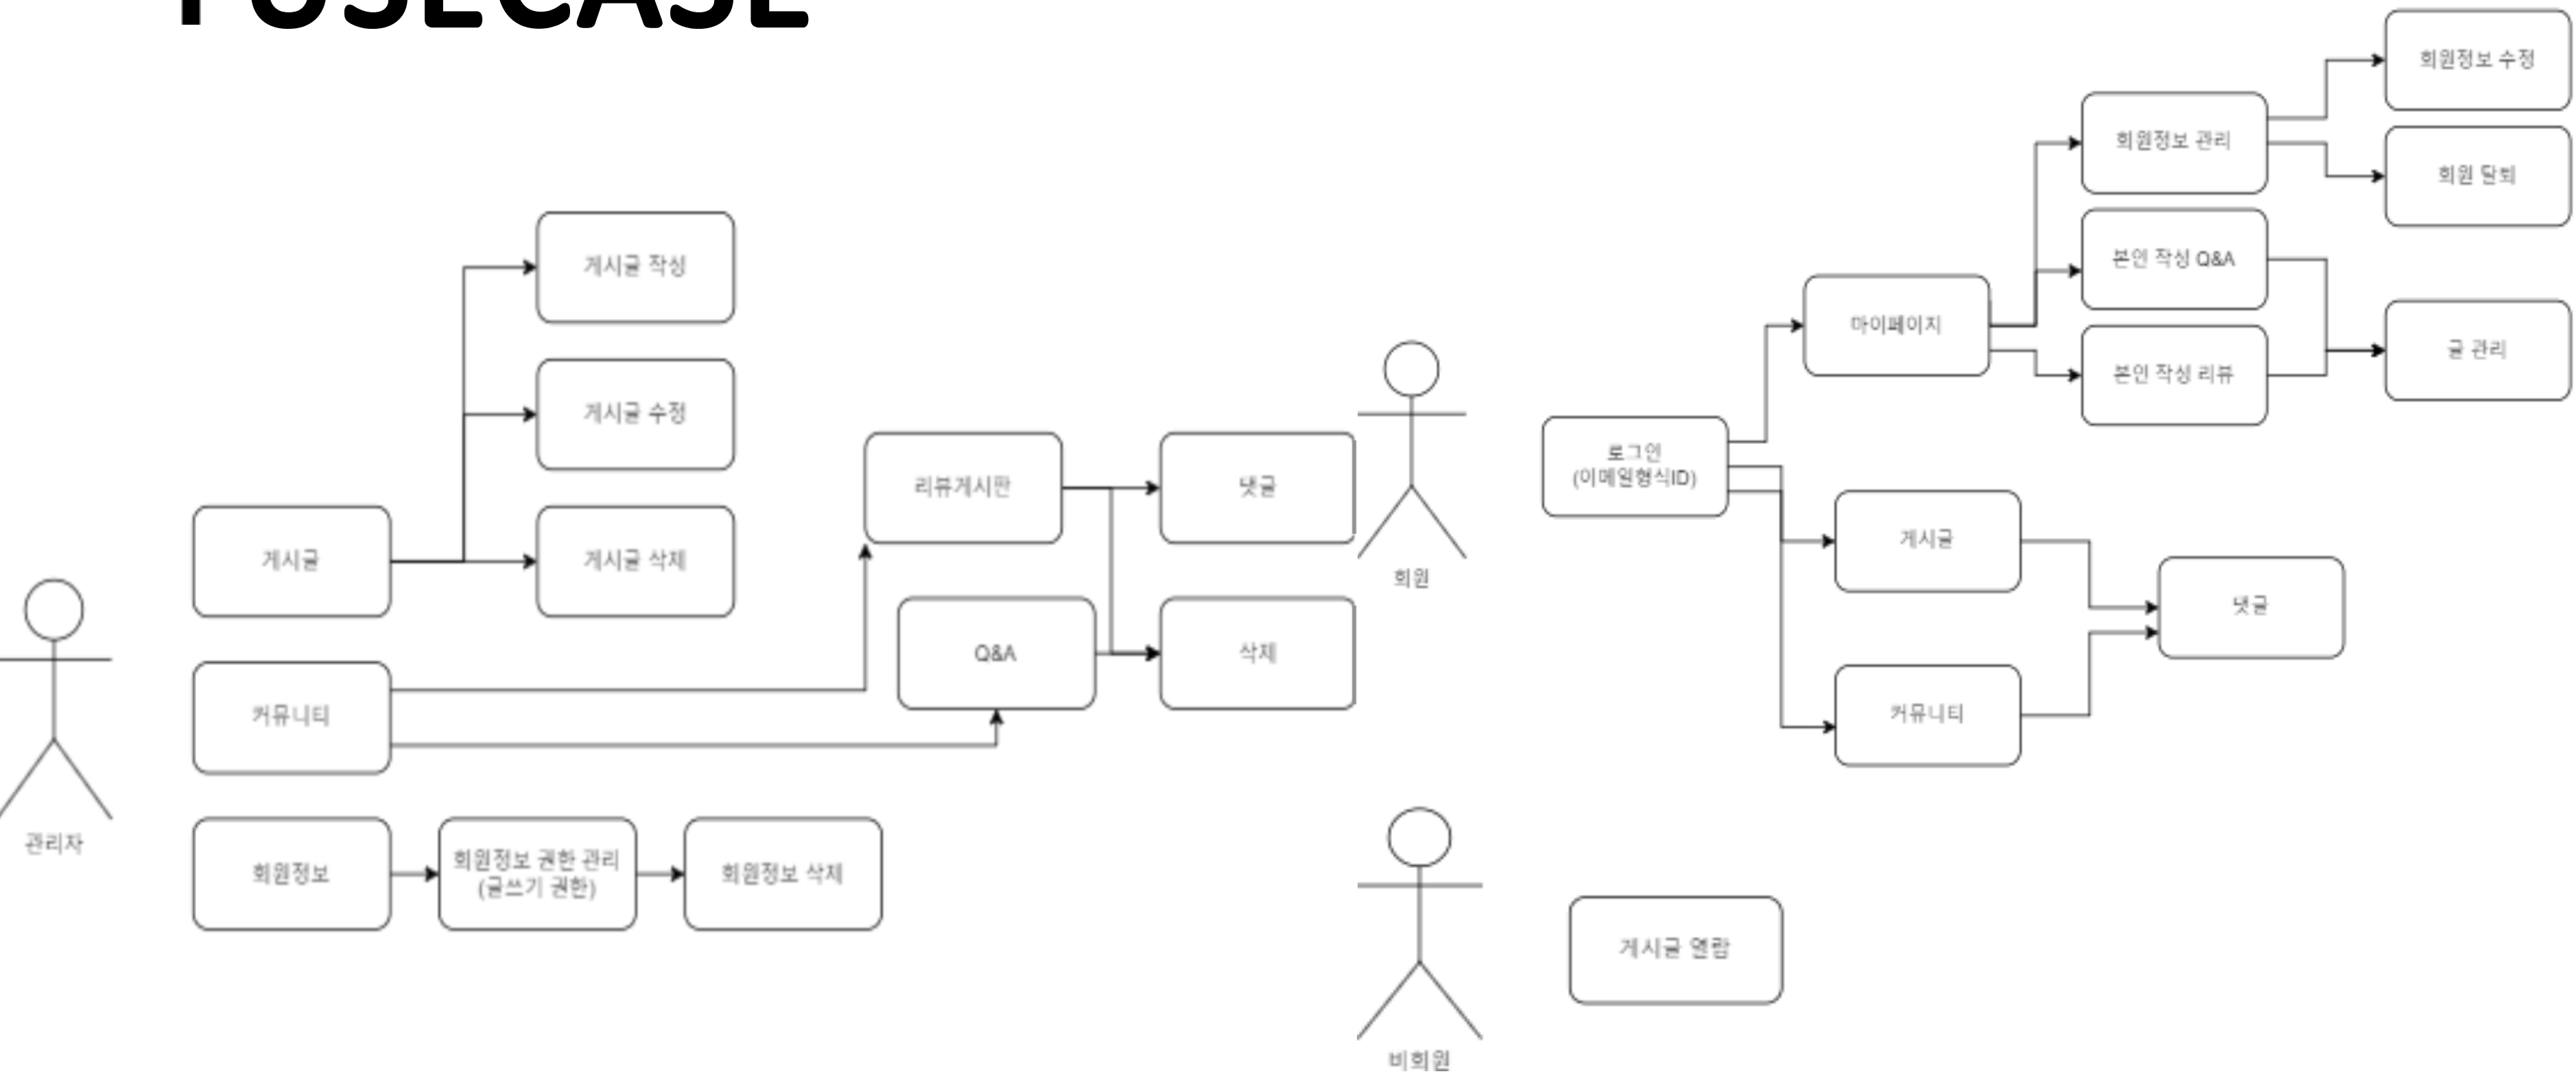 USECASE
게시글 작성
게시글 수정
게시글
게시글 삭제
커뮤니티
리뷰게시판
댓글
Q&A
삭제
회원정보
회원정보 권한 관리
(글쓰기 권한)
회원정보 삭제
관리자
회원
로그인
(이메일형식ID)
마이페이지
회원정보 관리
회원정보 수정
회원 탈퇴
본인 작성 Q&A
본인 작성 리뷰
글 관리
게시글
커뮤니티
댓글
비회원
게시글 열람